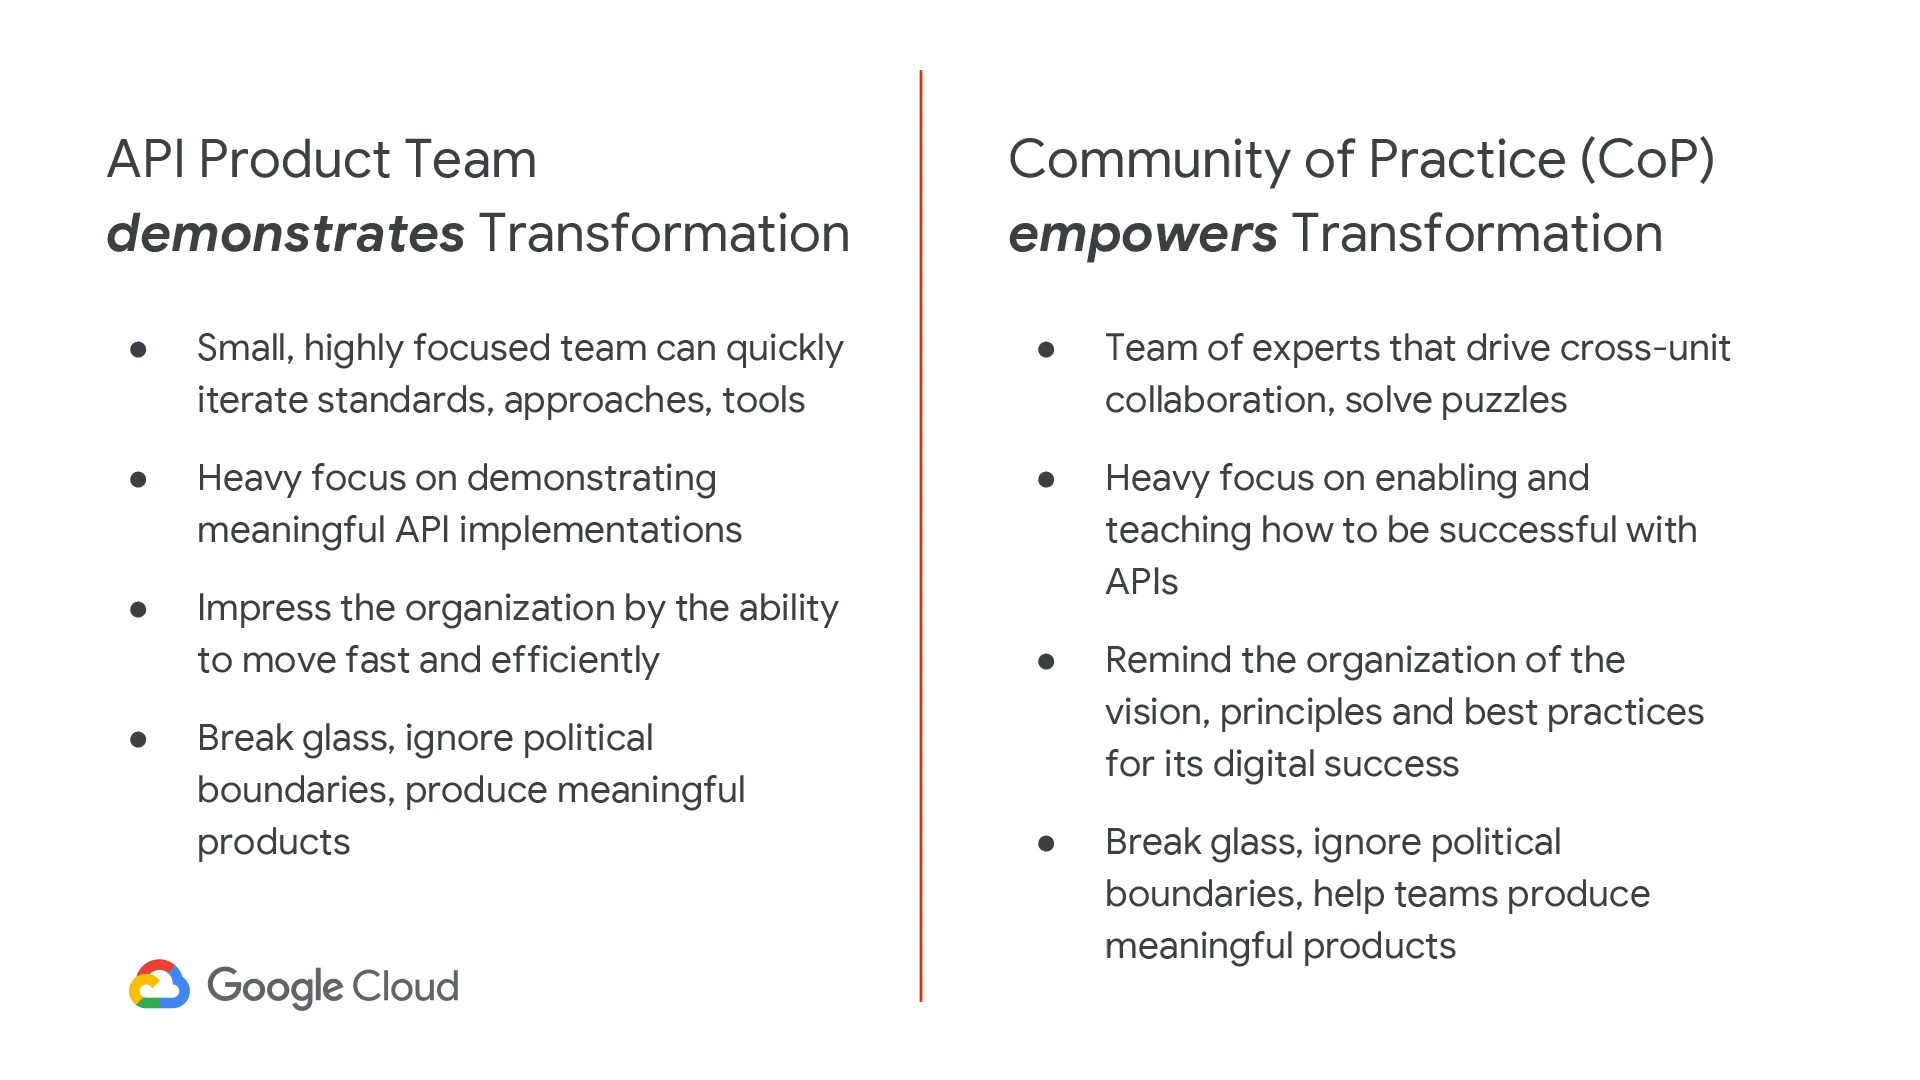 API Product Team
demonstrates Transformation
● Small, highly focused team can quickly
iterate standards, approaches, tools
● Heavy focus on demonstrating
meaningful API implementations
● Impress the organization by the ability
to move fast and efficiently
● Break glass, ignore political
boundaries, produce meaningful
products
Google Cloud
Community of Practice (CoP)
empowers Transformation
● Team of experts that drive cross-unit
collaboration, solve puzzles
● Heavy focus on enabling and
teaching how to be successful with
APIs
● Remind the organization of the
vision, principles and best practices
for its digital success
● Break glass, ignore political
boundaries, help teams produce
meaningful products